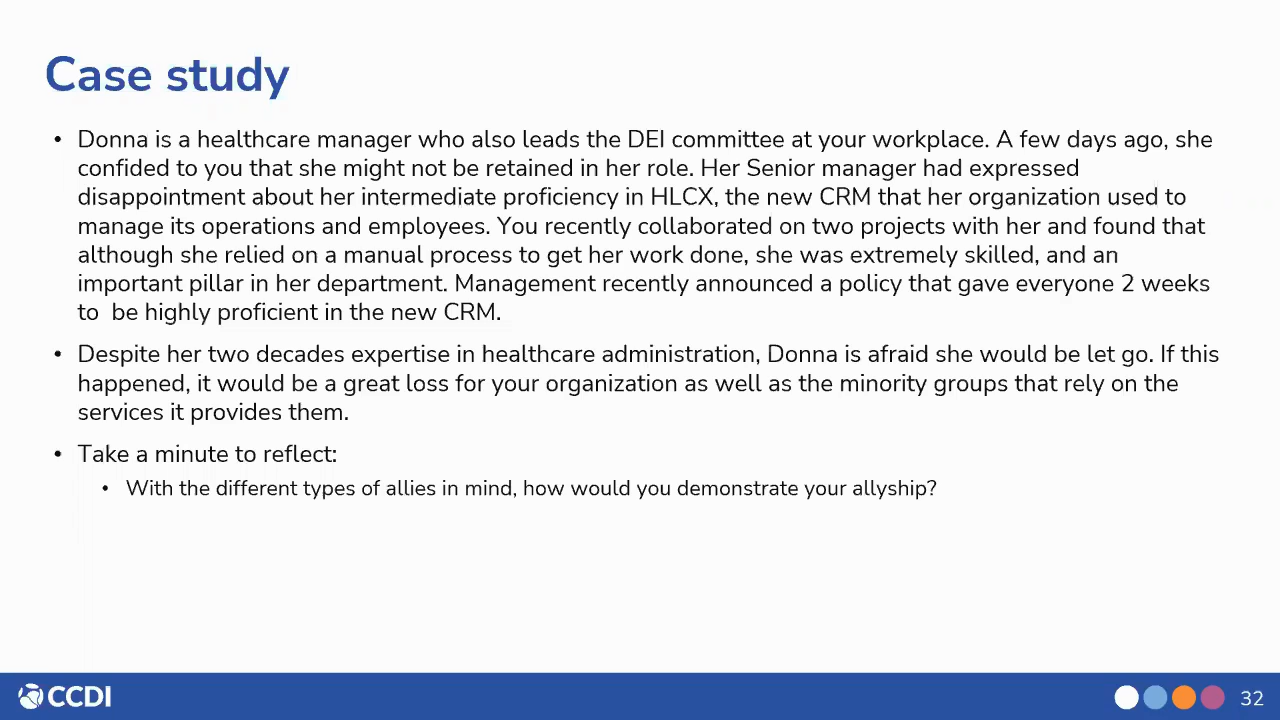 Case study
• Donna is a healthcare manager who also leads the DEI committee at your workplace. A few days ago, she
confided to you that she might not be retained in her role. Her Senior manager had expressed
disappointment about her intermediate proficiency in HLCX, the new CRM that her organization used to
manage its operations and employees. You recently collaborated on two projects with her and found that
although she relied on a manual process to get her work done, she was extremely skilled, and an
important pillar in her department. Management recently announced a policy that gave everyone 2 weeks
to  be highly proficient in the new CRM.
• Despite her two decades expertise in healthcare administration, Donna is afraid she would be let go. If this
happened, it would be a great loss for your organization as well as the minority groups that rely on the
services it provides them.
• Take a minute to reflect:
• With the different types of allies in mind, how would you demonstrate your allyship?
CCDI
32